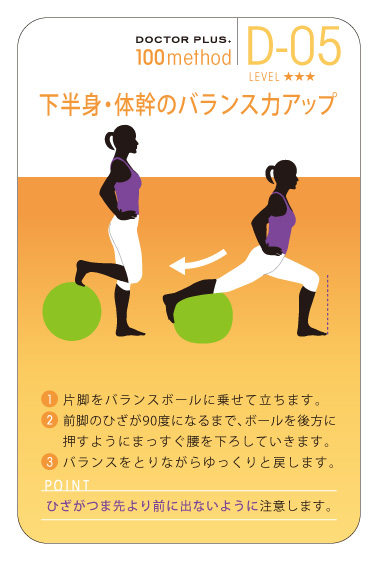 DOCTOR PLUS.
100method
D-05
LEVEL ★★★
下半身・体幹のバランス力アップ
1 片脚をバランスボールに乗せて立ちます。
2 前脚のひざが90度になるまで、ボールを後方に
押すようにまっすぐ腰を下ろしていきます。
3 バランスをとりながらゆっくりと戻します。
POINT
ひざがつま先より前に出ないように注意します。